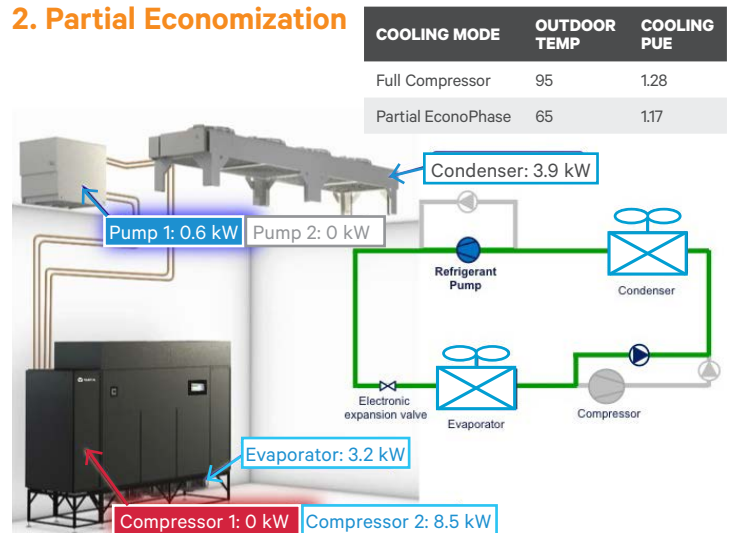 2. Partial Economization
COOLING MODE OUTDOOR TEMP COOLING PUE
Full Compressor 95 1.28
Partial EconoPhase 65 1.17
Condenser: 3.9 kW
Pump 1: 0.6 kW Pump 2: 0 kW
Refrigerant
Pump
Condenser
Electronic
expansion valve
Evaporator
Compressor
Evaporator: 3.2 kW
Compressor 1: 0 kW Compressor 2: 8.5 kW